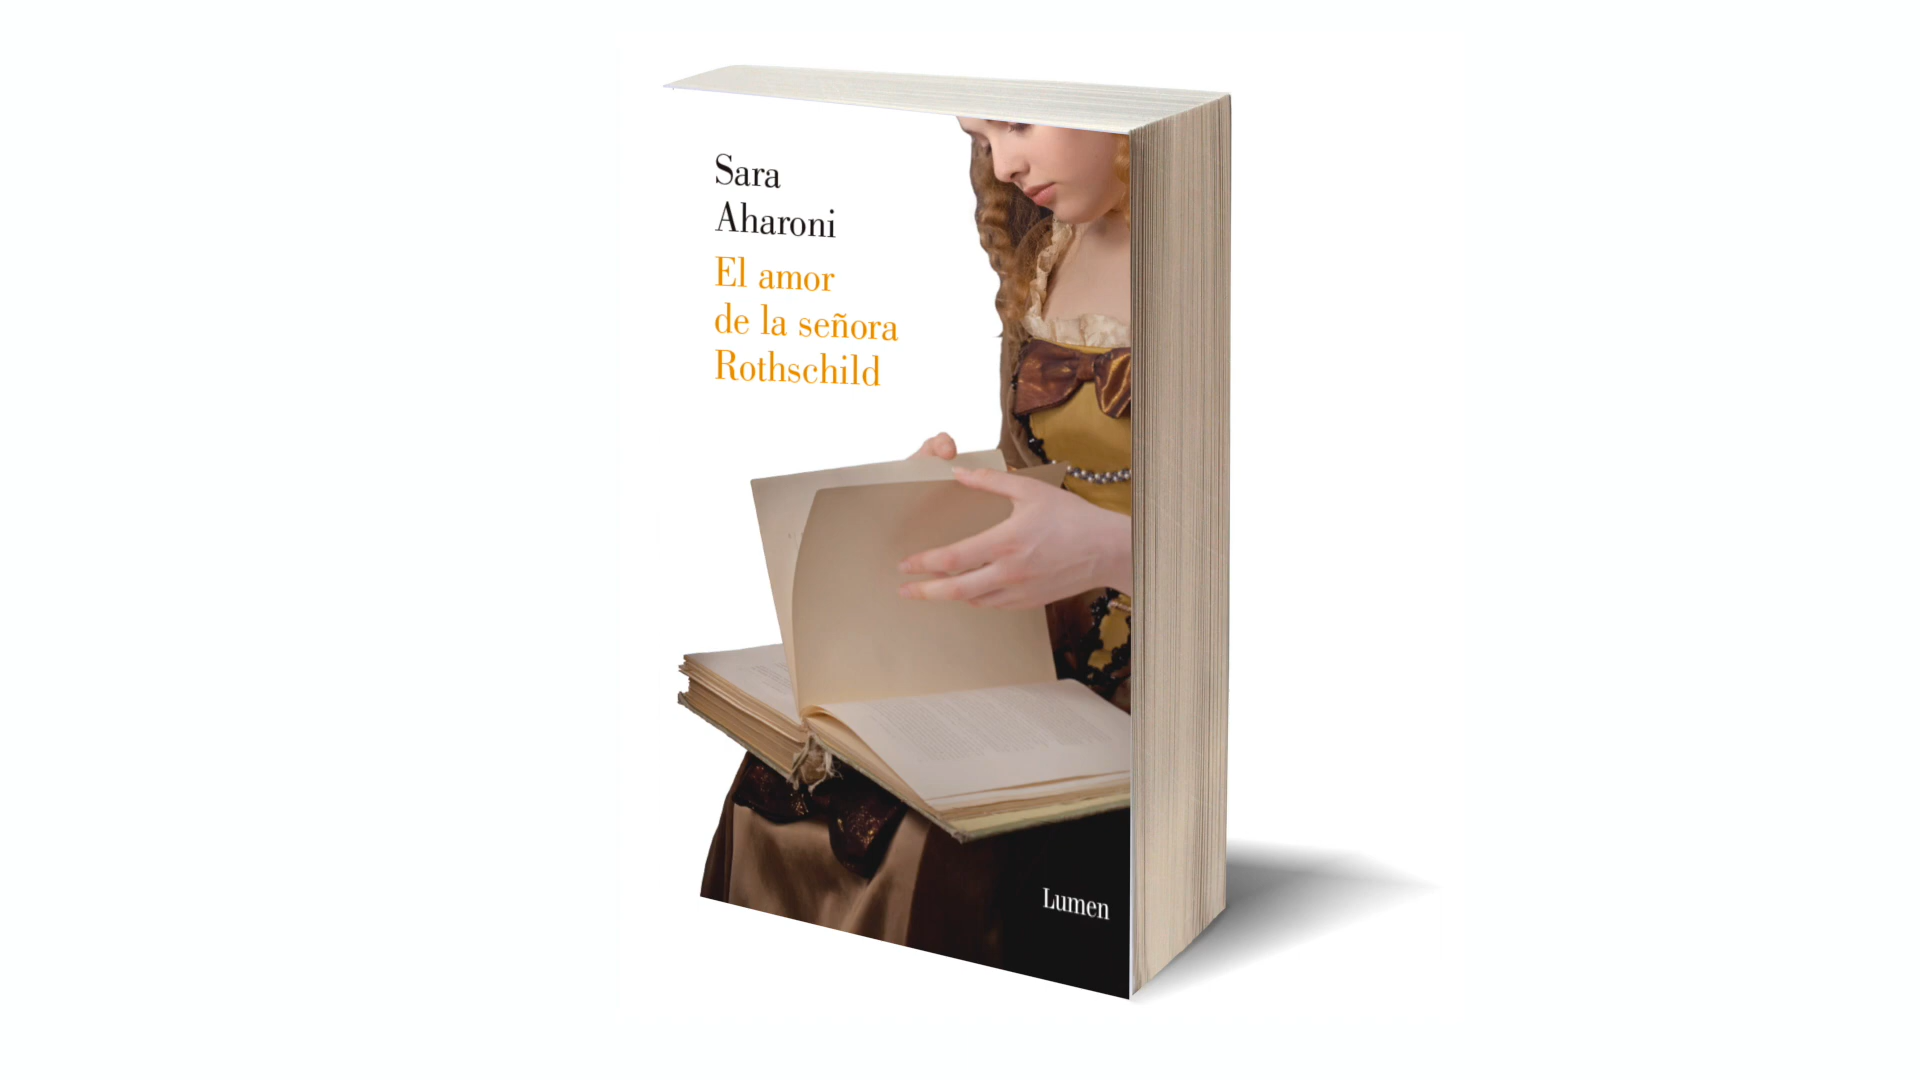 Sara
Aharoni
El amor
de la señora
Rothschild
Lumen